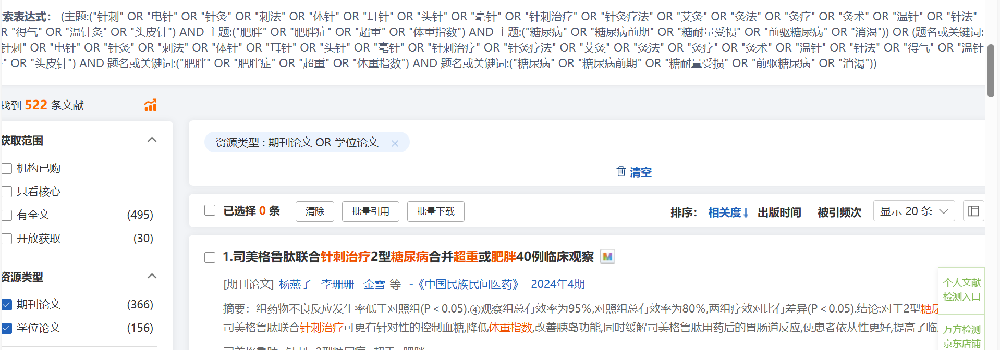 索表达式： (主题:("针刺" OR "电针" OR "针灸" OR "刺法" OR "体针" OR "耳针" OR "头针" OR "毫针" OR "针刺治疗" OR "针灸疗法" OR "艾灸" OR "灸法" OR "灸疗" OR "灸术" OR "温针" OR "针法"
R "得气" OR "温针灸" OR "头皮针") AND 主题:("肥胖" OR "肥胖症" OR "超重" OR "体重指数") AND 主题:("糖尿病" OR "糖尿病前期" OR "糖耐量受损" OR "前驱糖尿病" OR "消渴")) OR (题名或关键词:
针刺" OR "电针" OR "针灸" OR "刺法" OR "体针" OR "耳针" OR "头针" OR "毫针" OR "针刺治疗" OR "针灸疗法" OR "艾灸" OR "灸法" OR "灸疗" OR "灸术" OR "温针" OR "针法" OR "得气" OR "温针
" OR "头皮针") AND 题名或关键词:("肥胖" OR "肥胖症" OR "超重" OR "体重指数") AND 题名或关键词:("糖尿病" OR "糖尿病前期" OR "糖耐量受损" OR "前驱糖尿病" OR "消渴"))
找到 522 条文献
获取范围
机构已购
只看核心
有全文 (495)
开放获取 (30)
资源类型
期刊论文 (366)
学位论文 (156)
资源类型 : 期刊论文 OR 学位论文 ×
清空
已选择 0 条 清除 批量引用 批量下载 排序： 相关度↓ 出版时间 被引频次 显示 20 条
1.司美格鲁肽联合针刺治疗2型糖尿病合并超重或肥胖40例临床观察 M
[期刊论文] 杨燕子 李珊珊 金雪 等 -《中国民族民间医药》 2024年4期
摘要：组药物不良反应发生率低于对照组(P＜0.05).④观察组总有效率为95％,对照组总有效率为80％,两组疗效对比有差异(P＜0.05).结论:对于2型糖尿
司美格鲁肽联合针刺治疗可更有针对性的控制血糖,降低体重指数,改善胰岛功能,同时缓解司美格鲁肽用药后的胃肠道反应,使患者依从性更好,提高了临
司美格鲁肽 针刺 2型糖尿病 超重 肥胖
个人文献
检测入口
万方检测
京东店铺